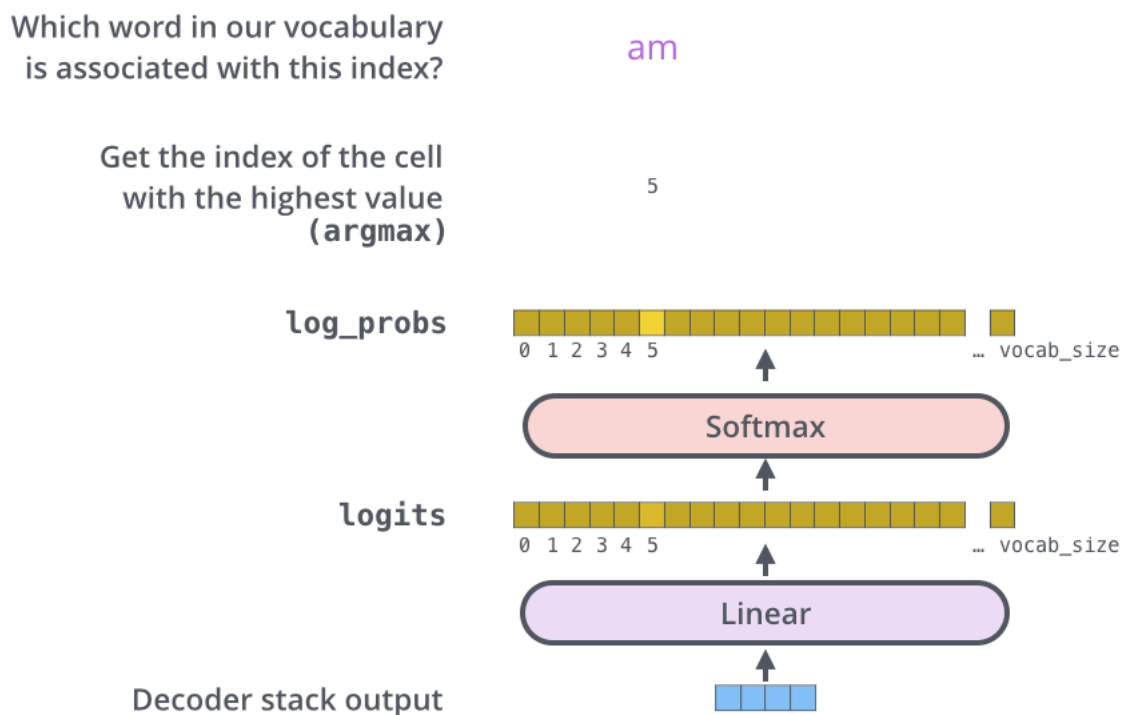 Which word in our vocabulary
is associated with this index?
am
Get the index of the cell
with the highest value
(argmax)
5
log_probs
0 1 2 3 4 5 … vocab_size
Softmax
logits
0 1 2 3 4 5 … vocab_size
Linear
Decoder stack output